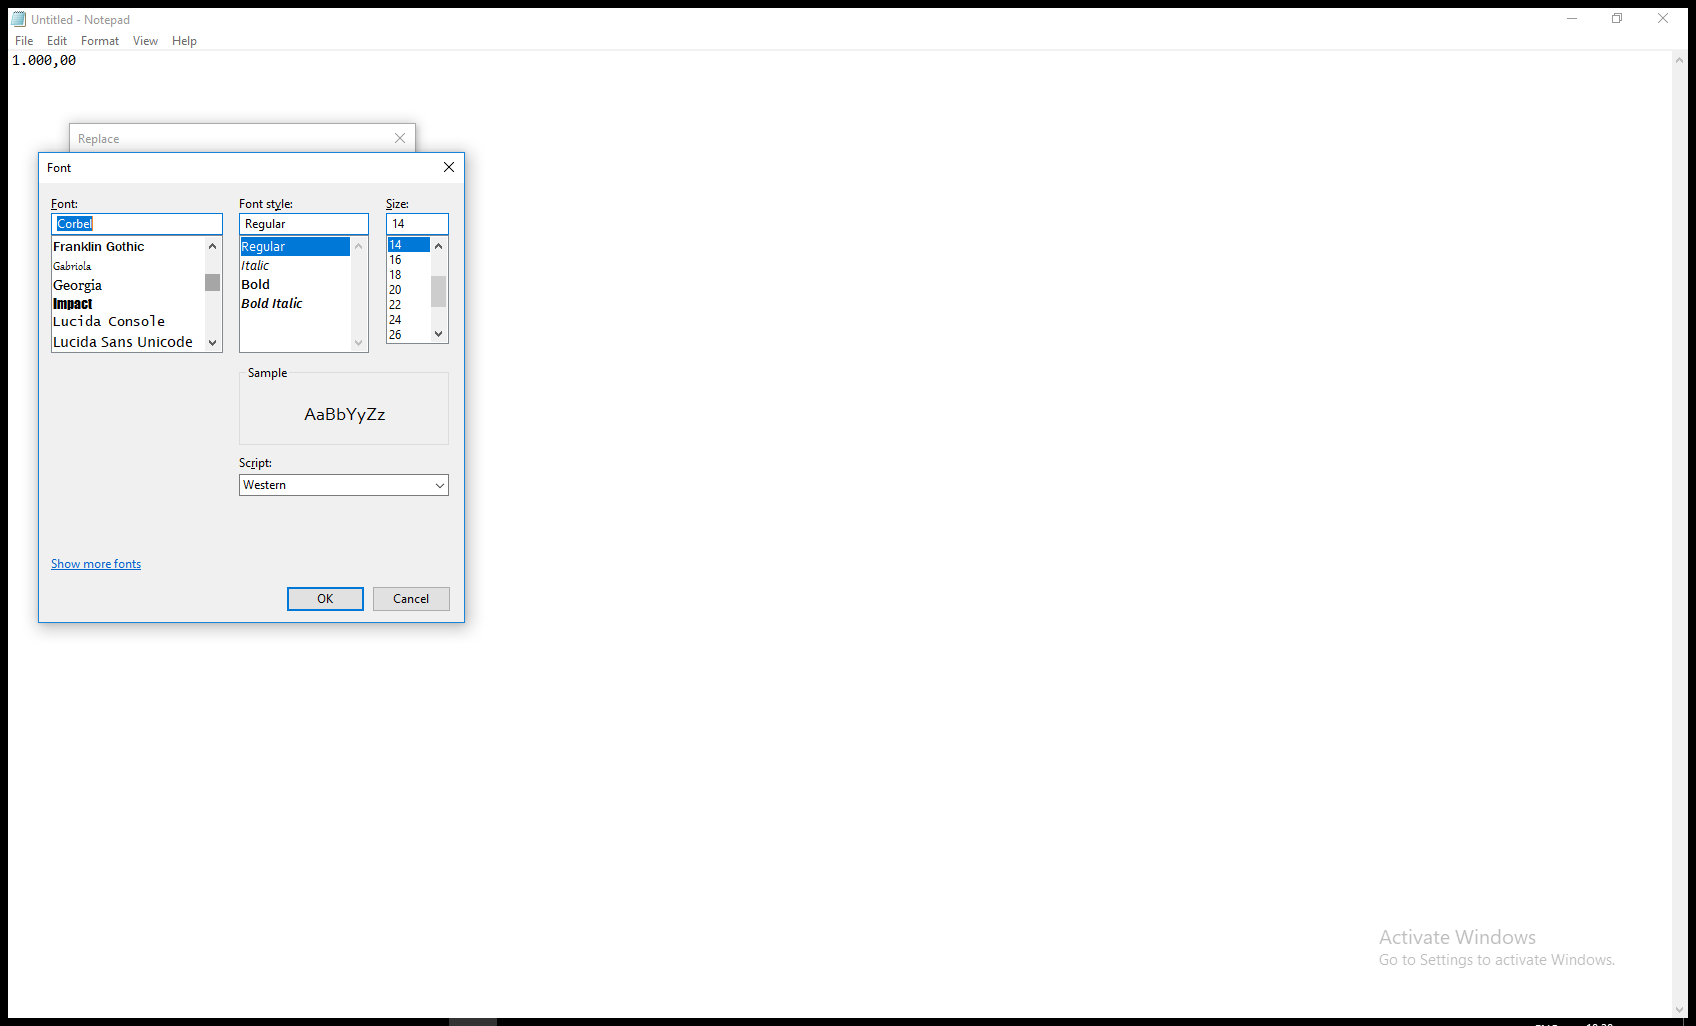 Untitled - Notepad
File Edit Format View Help
1.000,00
Replace
Font
Font: Font style: Size:
Corbel Regular 14
Franklin Gothic
Gabriola
Georgia
Impact
Lucida Console
Lucida Sans Unicode
Regular
Italic
Bold
Bold Italic
14
16
18
20
22
24
26
Sample
AaBbYyZz
Script:
Western
Show more fonts
OK Cancel
Activate Windows
Go to Settings to activate Windows.